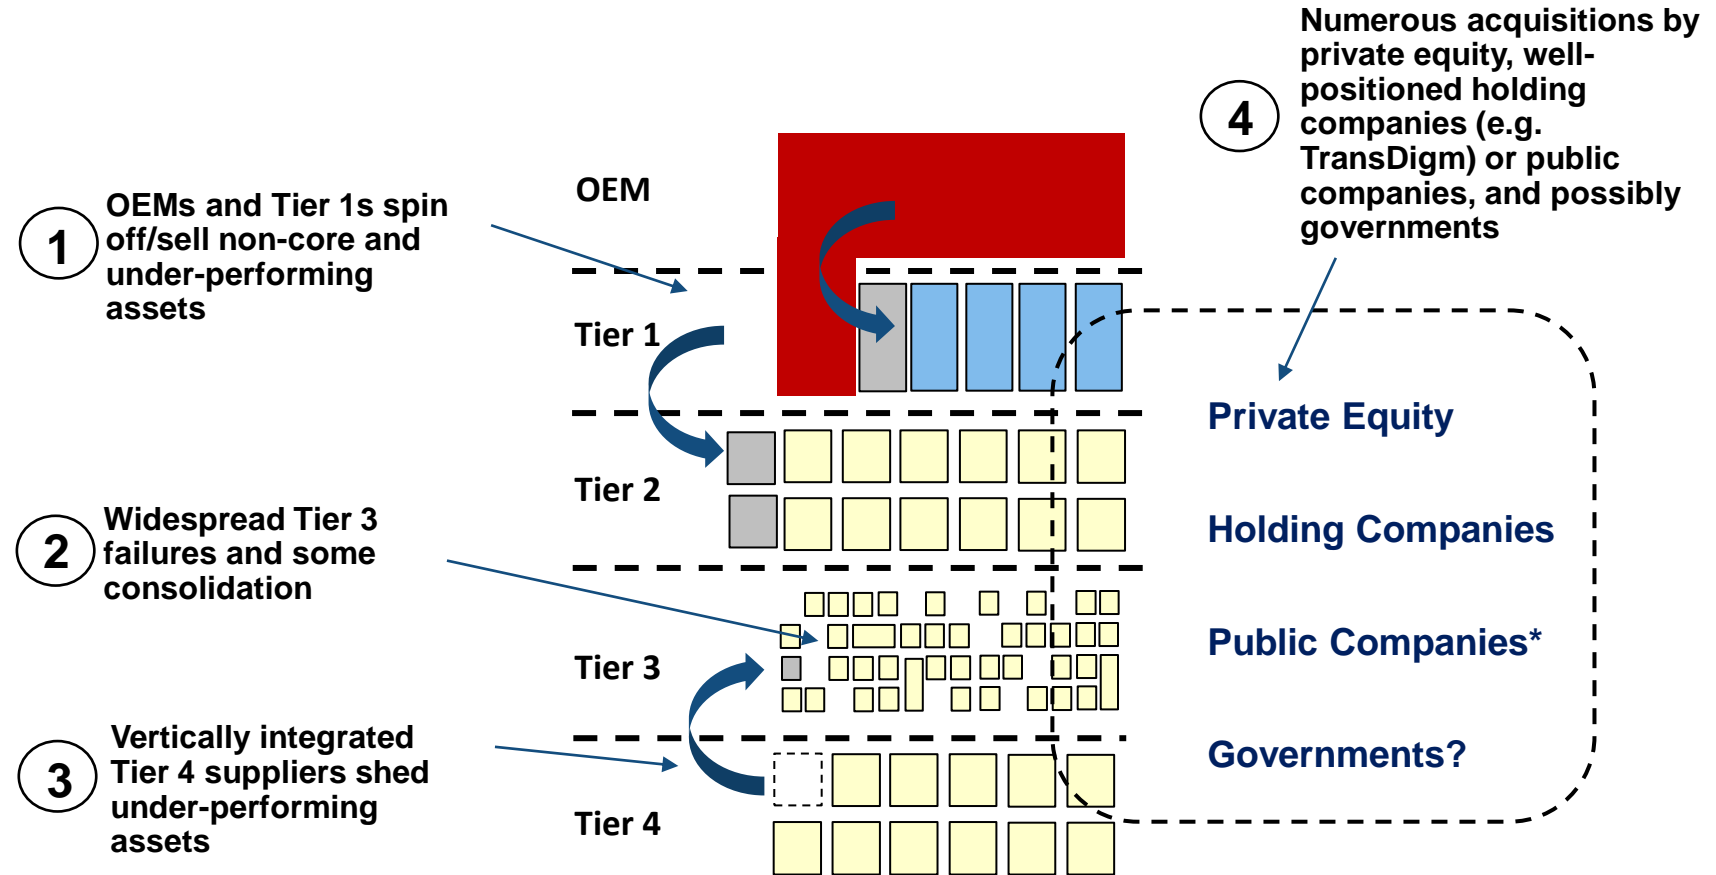 Numerous acquisitions by
private equity, well-
positioned holding
companies (e.g.
TransDigm) or public
companies, and possibly
governments
4
OEM
1
OEMs and Tier 1s spin
off/sell non-core and
under-performing
assets
Tier 1
Private Equity
Tier 2
2
Widespread Tier 3
failures and some
consolidation
Holding Companies
Tier 3
Public Companies*
3
Vertically integrated
Tier 4 suppliers shed
under-performing
assets
Governments?
Tier 4